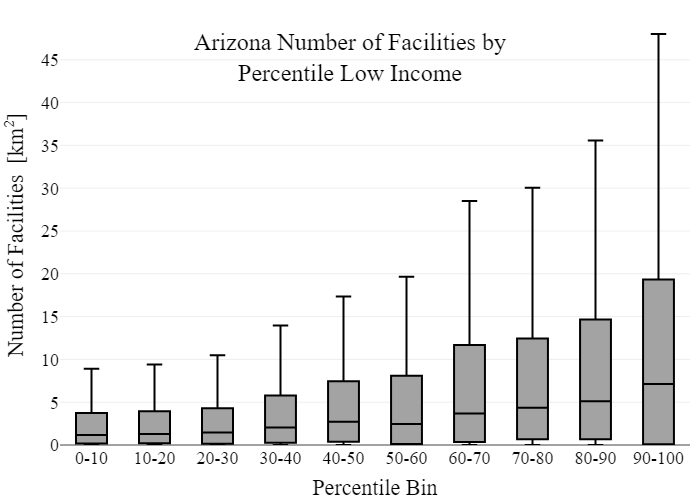 Arizona Number of Facilities by
Percentile Low Income
Number of Facilities [km²]
45
40
35
30
25
20
15
10
5
0
0-10 10-20 20-30 30-40 40-50 50-60 60-70 70-80 80-90 90-100
Percentile Bin